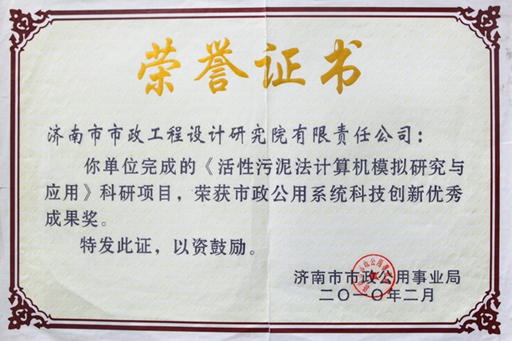 荣誉证书
济南市市政工程设计研究院有限责任公司：
你单位完成的《活性污泥法计算机模拟研究与
应用》科研项目，荣获市政公用系统科技创新优秀
成果奖。
特发此证，以资鼓励。
济南市市政公用事业局
二〇一〇年二月